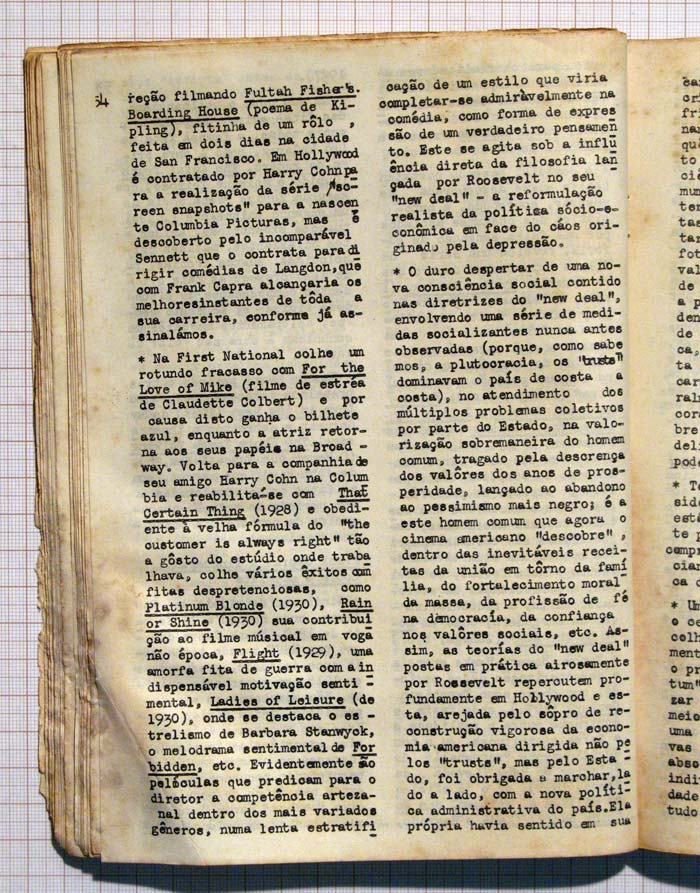 54
reção filmando Fultah Fisher's.
Boarding House (poema de Ki-
pling), fitinha de um rôlo ,
feita em dois dias na cidade
de San Francisco. Em Hollywood
é contratado por Harry Cohn pa
ra a realização da série "sc-
reen snapshots" para a nascen
te Columbia Picturas, mas é
descoberto pelo incomparável
Sennett que o contrata para di
rigir comédias de Langdon,que
com Frank Capra alcançaria os
melhoresinstantes de tôda a
sua carreira, conforme já as-
sinalámos.
* Na First National colhe um
rotundo fracasso com For the
Love of Mike (filme de estréa
de Claudette Colbert) e por
causa disto ganha o bilhete
azul, enquanto a atriz retor-
na aos seus papéis na Broad -
way. Volta para a companhia de
seu amigo Harry Cohn na Colum
bia e reabilita-se com That
Certain Thing (1928) e obedi-
ente à velha fórmula do "the
customer is always right" tão
a gôsto do estúdio onde traba
lhava, colhe vários êxitos com
fitas despretenciosas, como
Platinum Blonde (1930), Rain
or Shine (1930) sua contribui
ção ao filme músical em voga
não época, Flight (1929), uma
amorfa fita de guerra com a in
dispensável motivação senti -
mental, Ladies of Leisure (de
1930), onde se destaca o es -
trelismo de Barbara Stanwyck,
o melodrama sentimental de For
bidden, etc. Evidentemente são
películas que predicam para o
diretor a competência arteza-
nal dentro dos mais variados
gêneros, numa lenta estratifi
cação de um estilo que viria
completar-se admiràvelmente na
comédia, como forma de expres
são de um verdadeiro pensamen
to. Este se agita sob a influ
ência direta da filosofia lan
çada por Roosevelt no seu
"new deal" - a reformulação
realista da política sócio-e-
conômica em face do cãos ori-
ginado pela depressão.
* O duro despertar de uma no-
va consciência social contido
nas diretrizes do "new deal",
envolvendo uma série de medi-
das socializantes nunca antes
observadas (porque, como sabe
mos, a plutocracia, os "trusts"
dominavam o país de costa a
costa), no atendimento dos
múltiplos problemas coletivos
por parte do Estado, na valo-
rização sobremaneira do homem
comum, tragado pela descrença
dos valôres dos anos de pros-
peridade, lançado ao abandono
ao pessimismo mais negro; é a
este homem comum que agora o
cinema americano "descobre" ,
dentro das inevitáveis recei-
tas da união em tôrno da famí
lia, do fortalecimento moral
da massa, da profissão de fé
na democracia, da confiança
nos valôres sociais, etc. As-
sim, as teorías do "new deal"
postas em prática airosamente
por Roosevelt repercutem pro-
fundamente em Hollywood e es-
ta, arejada pelo sôpro de re-
construção vigorosa da econo-
mia americana dirigida não pe
los "trusts", mas pelo Esta -
do, foi obrigada a marchar,la
do a lado, com a nova políti-
ca administrativa do país.Ela
própria havia sentido em sua